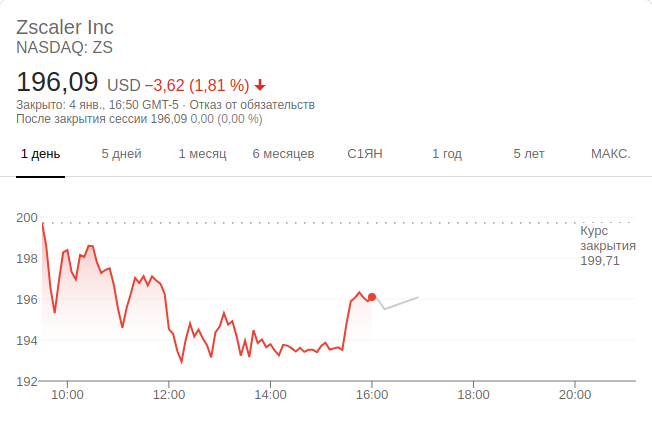 Zscaler Inc
NASDAQ: ZS
196,09 USD −3,62 (1,81 %)
Закрыто: 4 янв., 16:50 GMT-5 · Отказ от обязательств
После закрытия сессии 196,09 0,00 (0,00 %)
1 день 5 дней 1 месяц 6 месяцев С1ЯН 1 год 5 лет МАКС.
200
Курс
закрытия
199,71
198
196
194
192
10:00 12:00 14:00 16:00 18:00 20:00